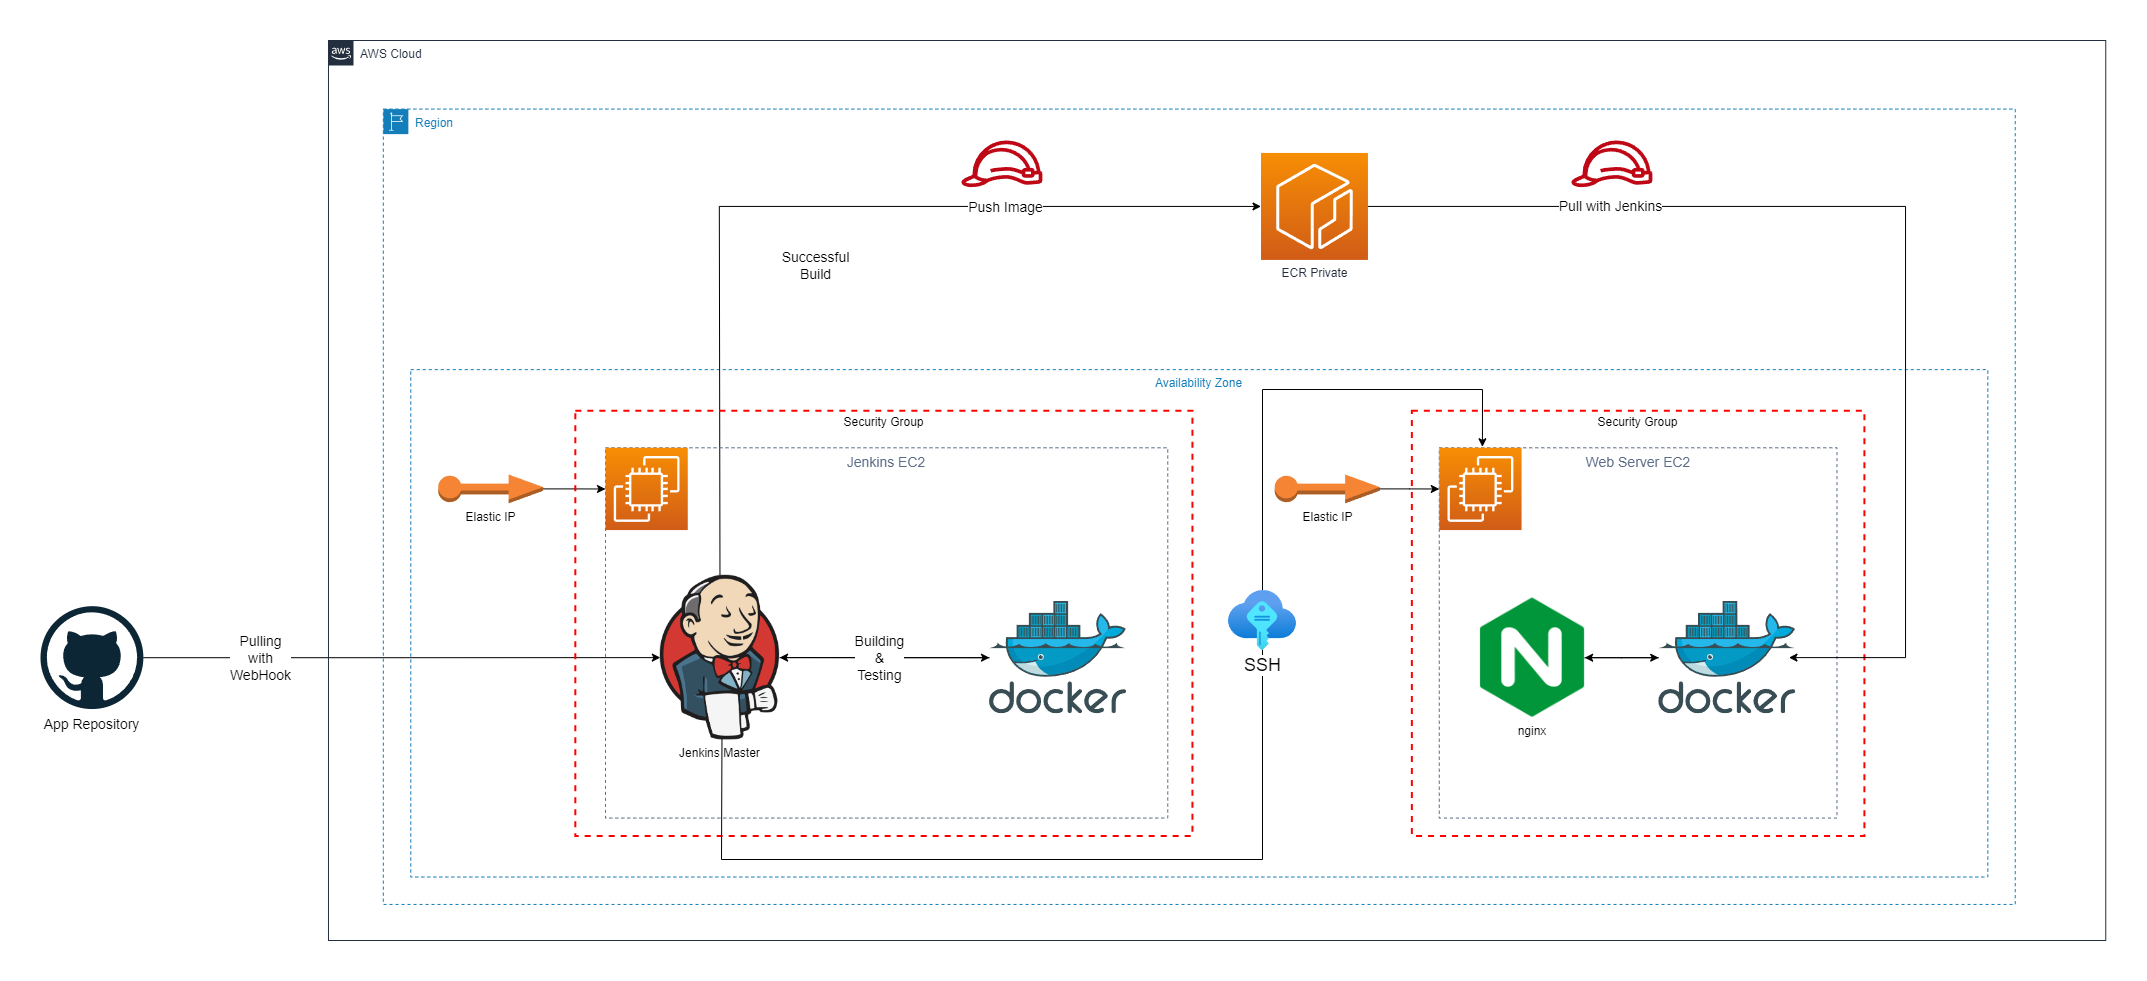 aws
AWS Cloud
Region
Push Image
Pull with Jenkins
Successful
Build
ECR Private
Availability Zone
Security Group
Security Group
Jenkins EC2
Web Server EC2
Elastic IP
Elastic IP
Pulling
with
WebHook
Building
&
Testing
SSH
docker
docker
N
App Repository
nginx
Jenkins Master